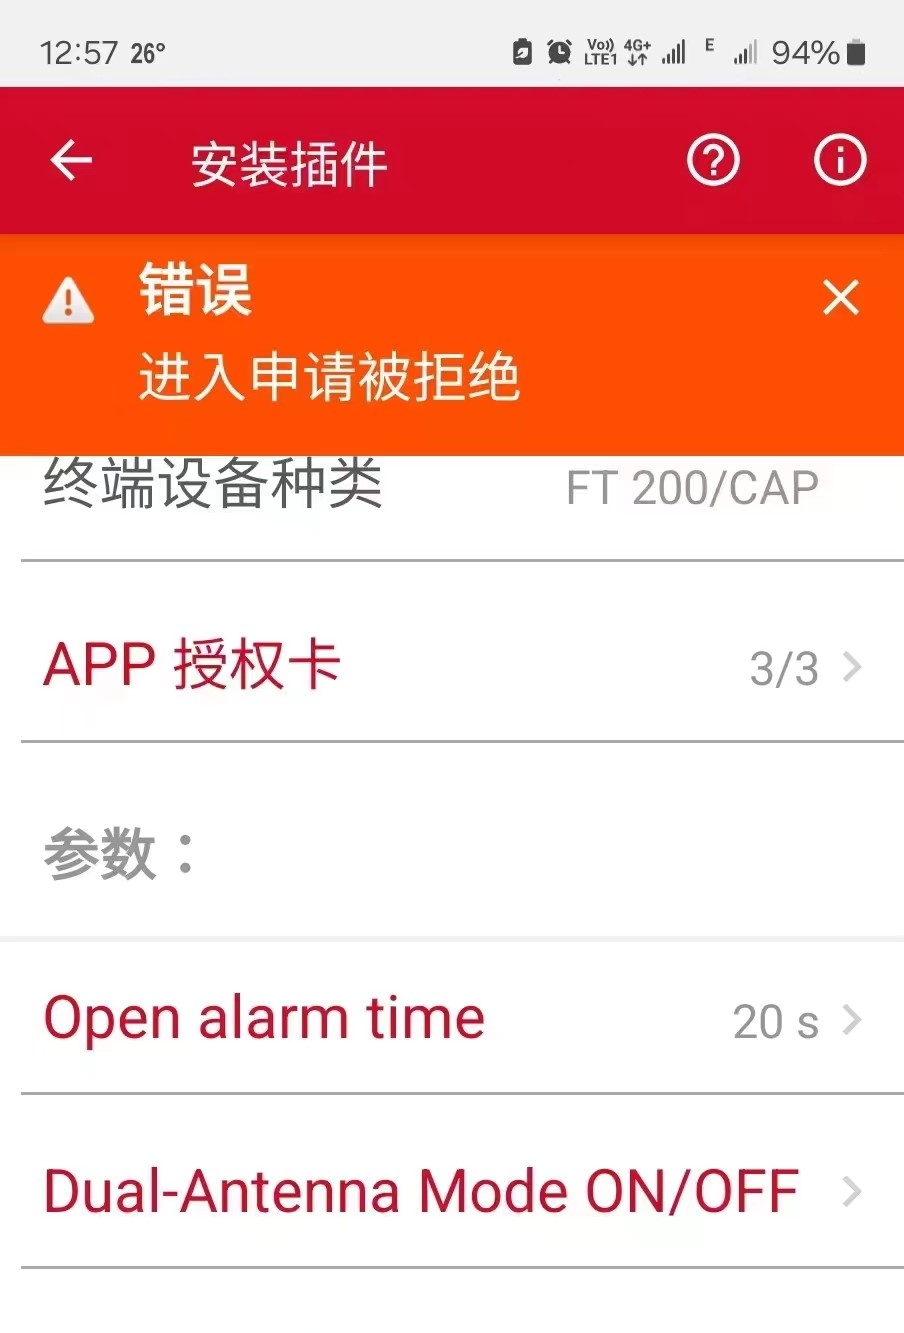 12:57 26° Vo)) LTE1 4G+ E 94%
安装插件
错误
进入申请被拒绝
终端设备种类 FT 200/CAP
APP 授权卡 3/3
参数：
Open alarm time 20 s
Dual-Antenna Mode ON/OFF